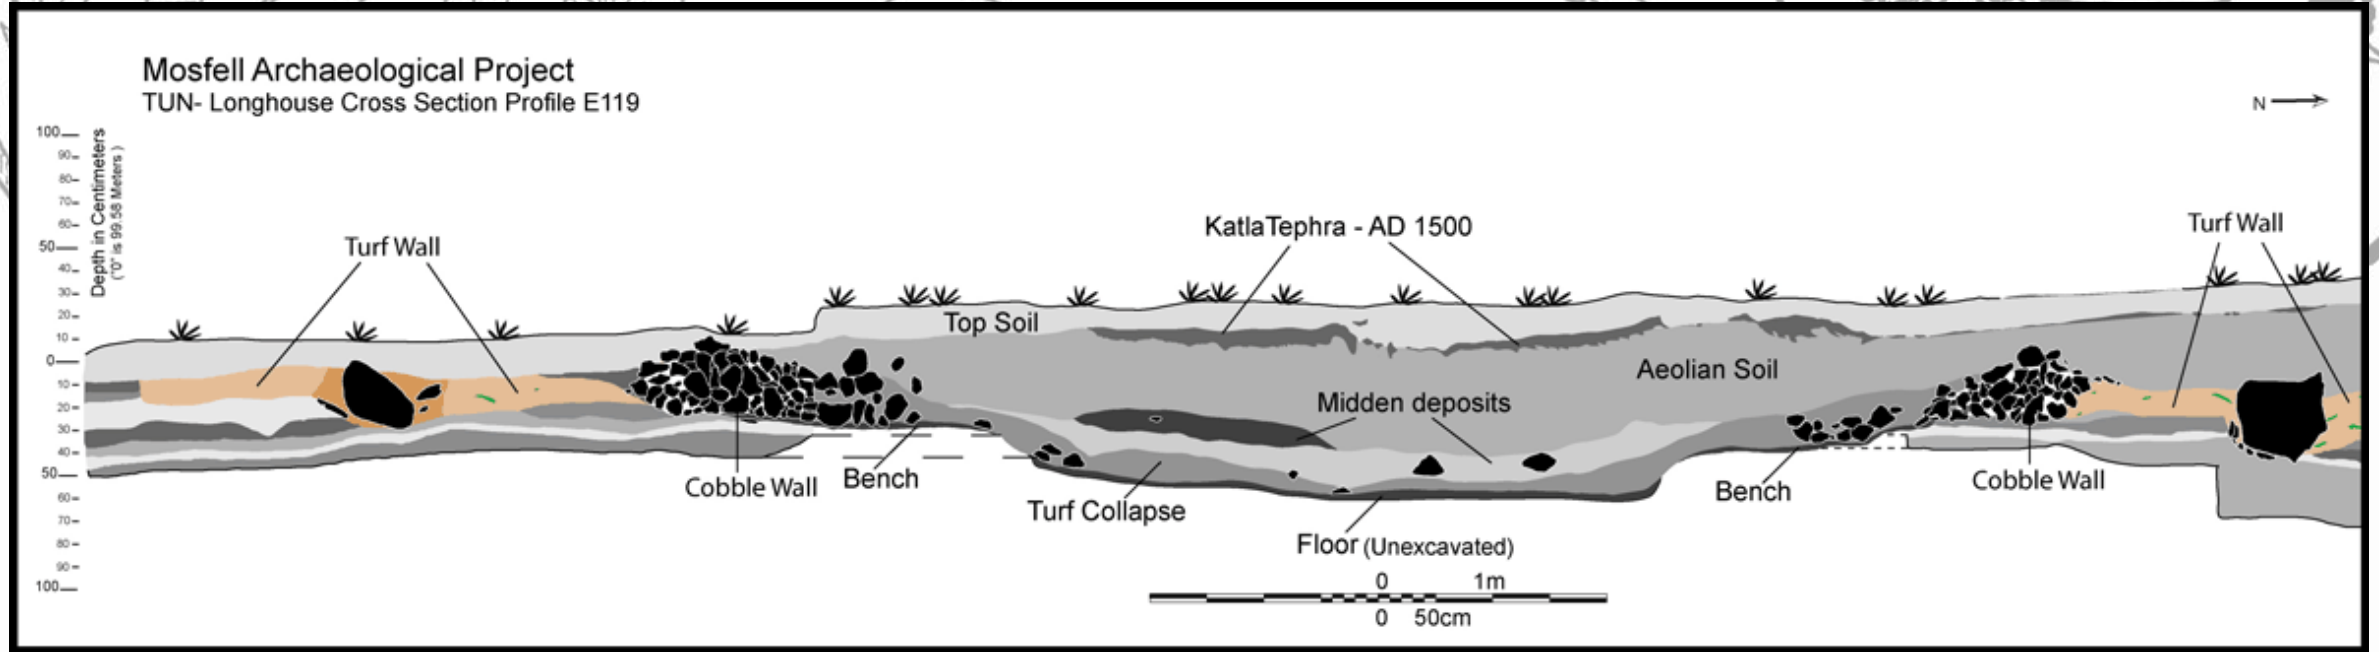 Mosfell Archaeological Project
TUN- Longhouse Cross Section Profile E119
N
100
90
80
70
60
50
40
30
20
10
0
10
20
30
40
50
60
70
80
90
100
Depth in Centimeters
("0" is 99.58 Meters )
Turf Wall
KatlaTephra - AD 1500
Turf Wall
Top Soil
Aeolian Soil
Midden deposits
Cobble Wall
Bench
Turf Collapse
Floor (Unexcavated)
Bench
Cobble Wall
0 1m
0 50cm